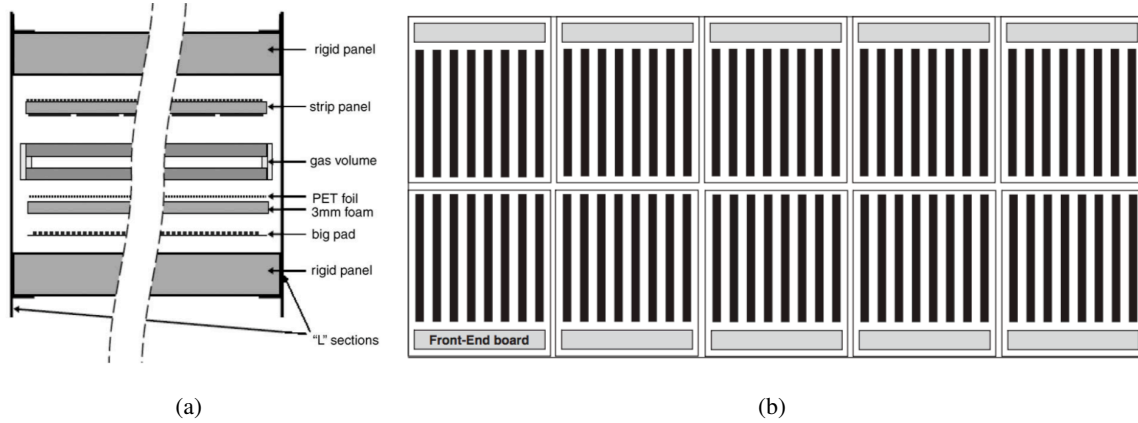 rigid panel
strip panel
gas volume
PET foil
3mm foam
big pad
rigid panel
“L” sections
Front-End board
(a)
(b)